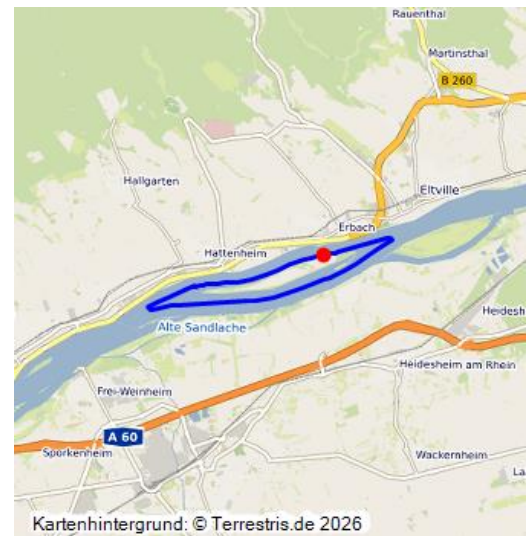 Rauenthal
Martinsthal
B 260
Hallgarten
Eltville
Erbach
Hattenheim
Alte Sandlache
Heidesh
Heidesheim am Rhein
Frei-Weinheim
A 60
Sporkenheim
Wackernheim
La
Kartenhintergrund: © Terrestris.de 2026